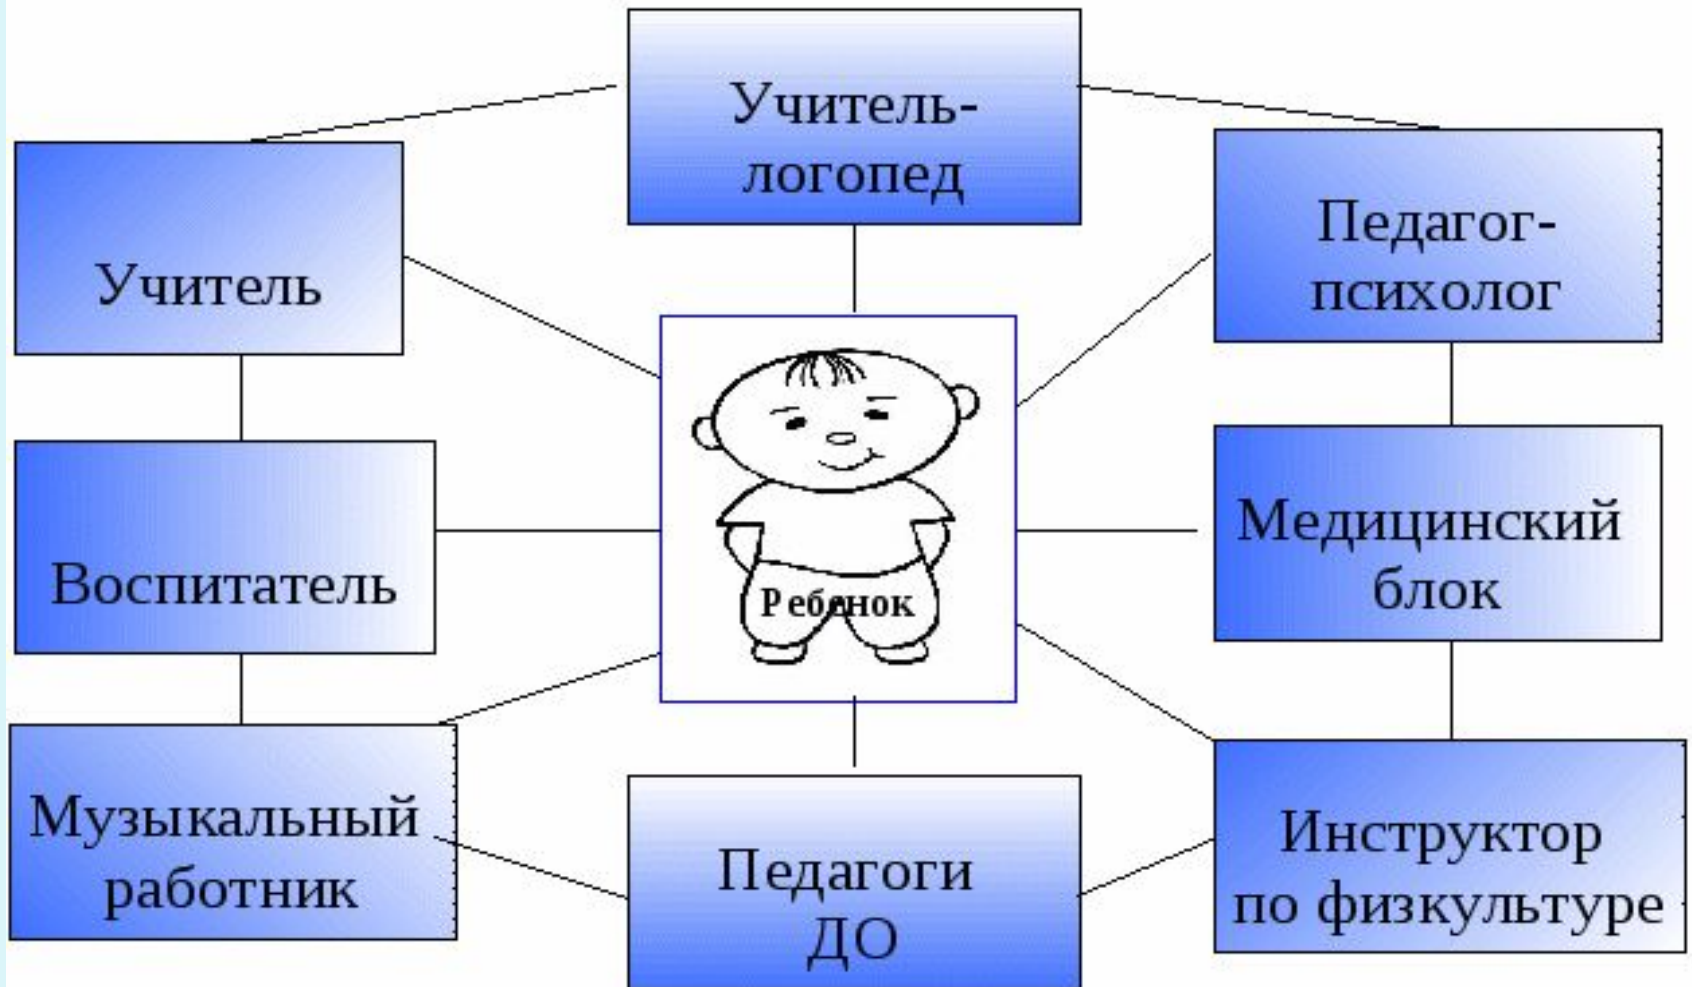 Учитель-
логопед
Учитель
Педагог-
психолог
Воспитатель
Ребенок
Медицинский
блок
Музыкальный
работник
Педагоги
ДО
Инструктор
по физкультуре